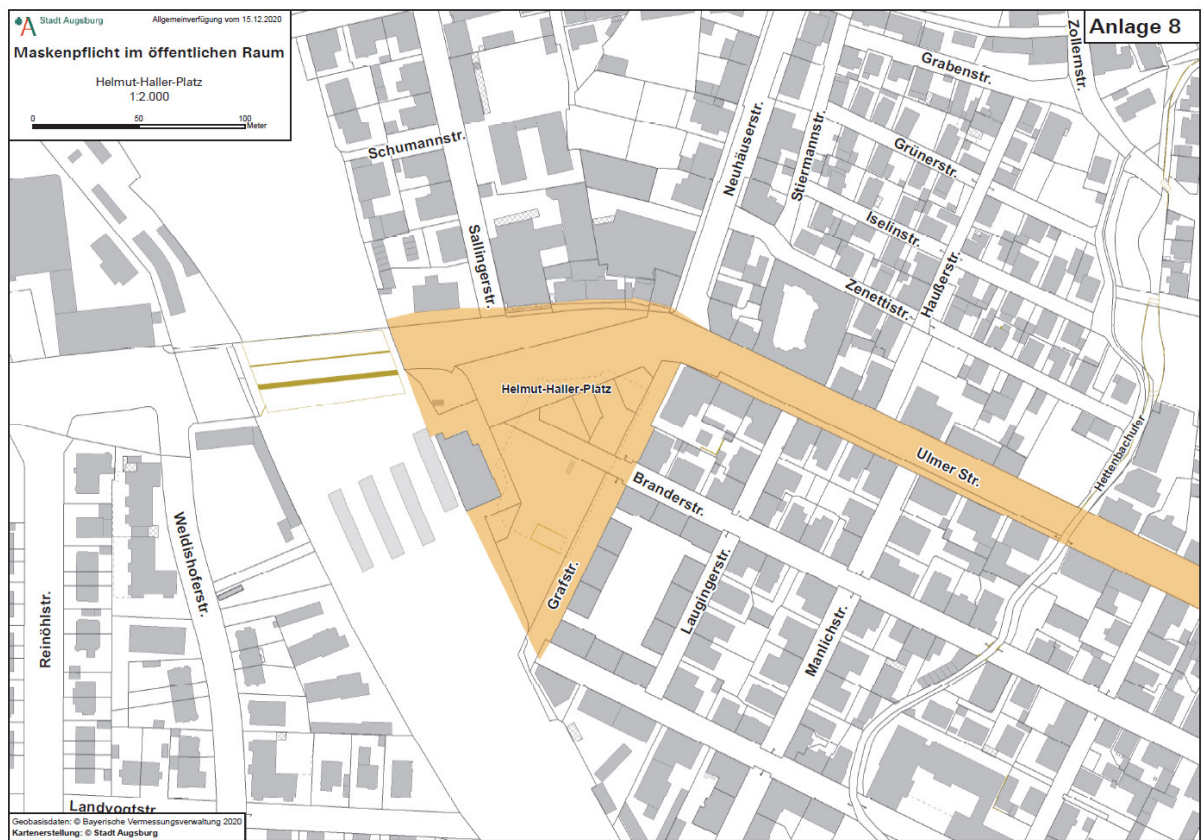 Stadt Augsburg
Allgemeinverfügung vom 15.12.2020
Maskenpflicht im öffentlichen Raum
Helmut-Haller-Platz
1:2.000
0 50 100
Meter
Anlage 8
Zollernstr.
Grabenstr.
Schumannstr.
Neuhäuserstr.
Stiermannstr.
Grünerstr.
Iselinstr.
Sallingerstr.
Haußerstr.
Zenettistr.
Helmut-Haller-Platz
Ulmer Str.
Hettenbachufer
Branderstr.
Weldishoferstr.
Grafstr.
Laugingerstr.
Manlichstr.
Reinöhlstr.
Landvogtstr.
Geobasisdaten: © Bayerische Vermessungsverwaltung 2020
Kartenerstellung: © Stadt Augsburg